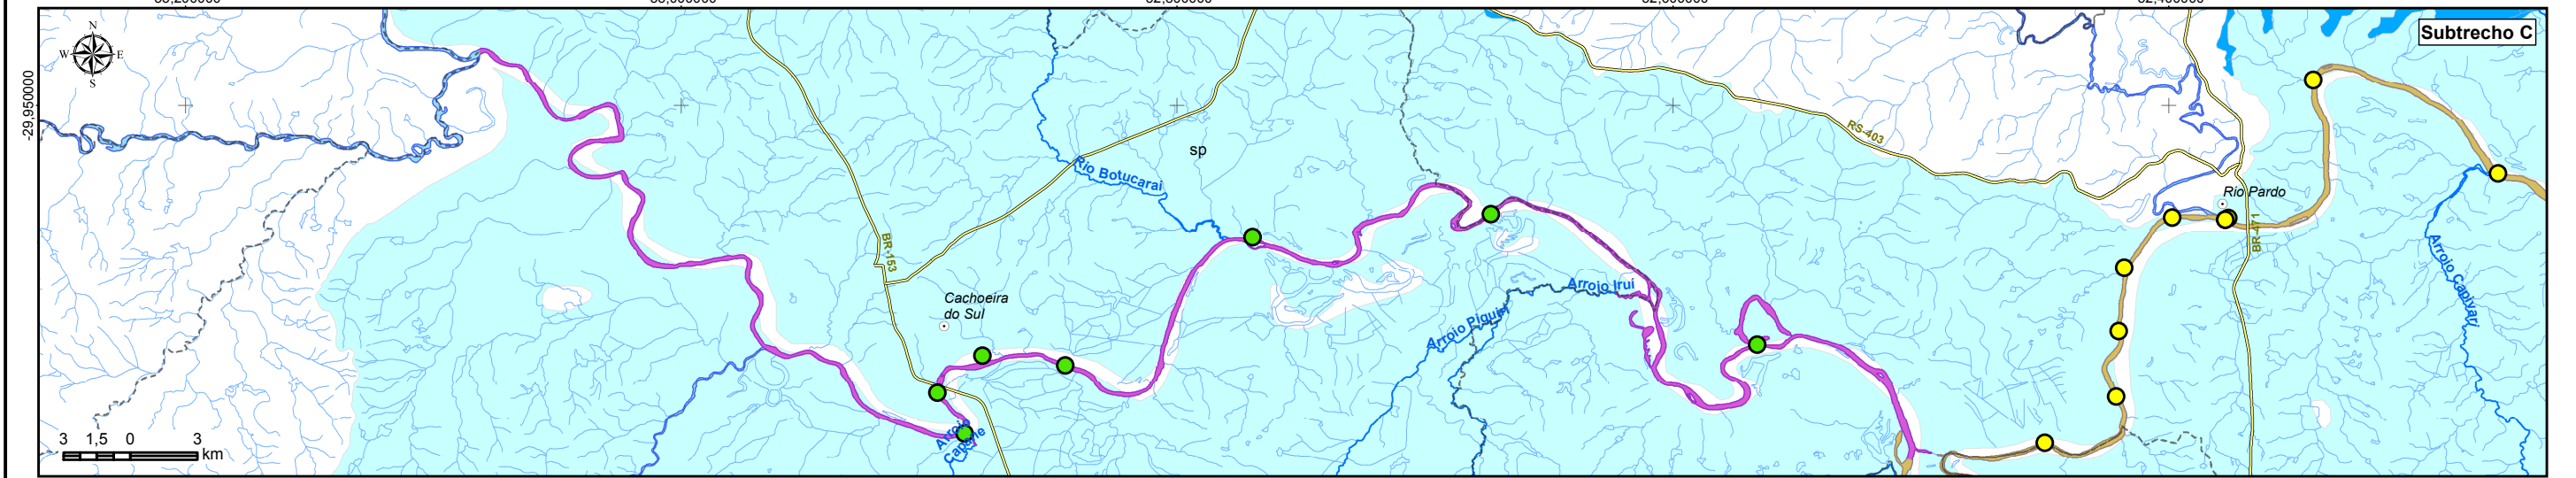 N
W E
S
Subtrecho C
-29,950000
sp
RS-403
Rio Botucarai
Rio Pardo
BR-153
BR-471
Arroio Capivari
Arroio Irui
Cachoeira
do Sul
Arroio Piquiri
3 1,5 0 3
km